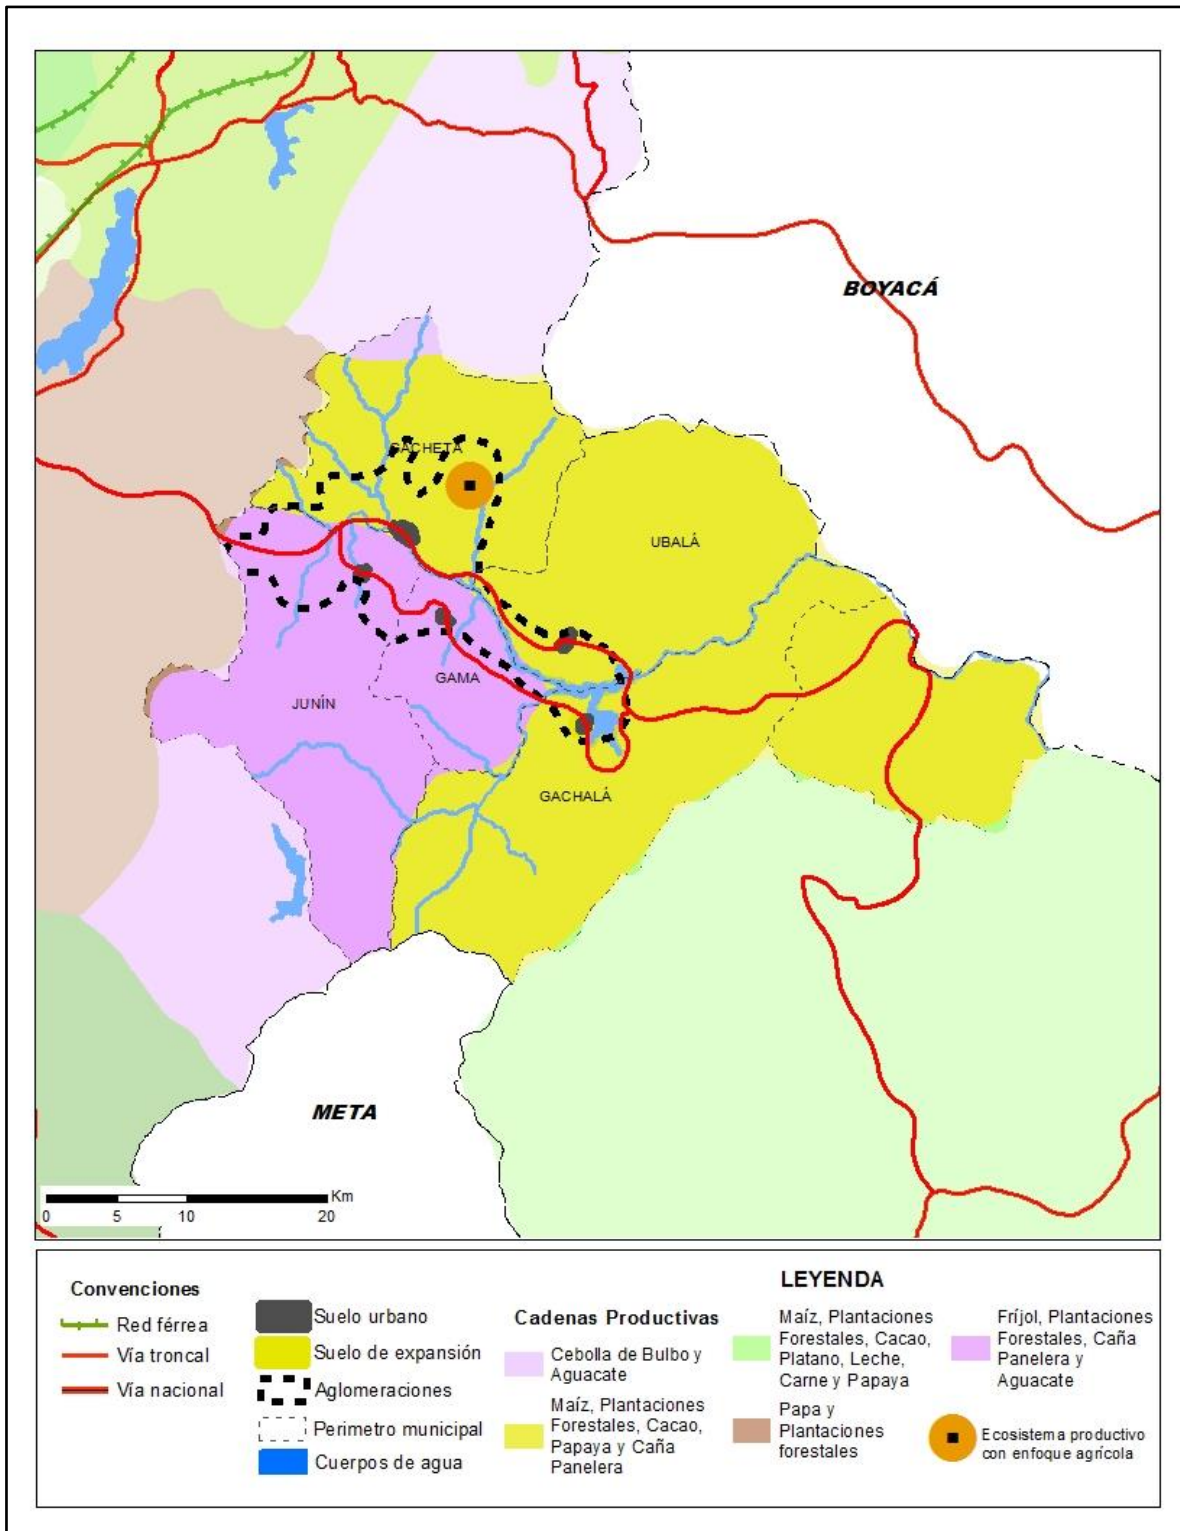 BOYACÁ
GACHETÁ
UBALÁ
GAMA
JUNÍN
GACHALÁ
META
Km
0 5 10 20
Convenciones
Red férrea
Vía troncal
Vía nacional
Suelo urbano
Suelo de expansión
Aglomeraciones
Perimetro municipal
Cuerpos de agua
LEYENDA
Cadenas Productivas
Cebolla de Bulbo y
Aguacate
Maíz, Plantaciones
Forestales, Cacao,
Papaya y Caña
Panelera
Maíz, Plantaciones
Forestales, Cacao,
Platano, Leche,
Carne y Papaya
Papa y
Plantaciones
forestales
Fríjol, Plantaciones
Forestales, Caña
Panelera y
Aguacate
Ecosistema productivo
con enfoque agrícola